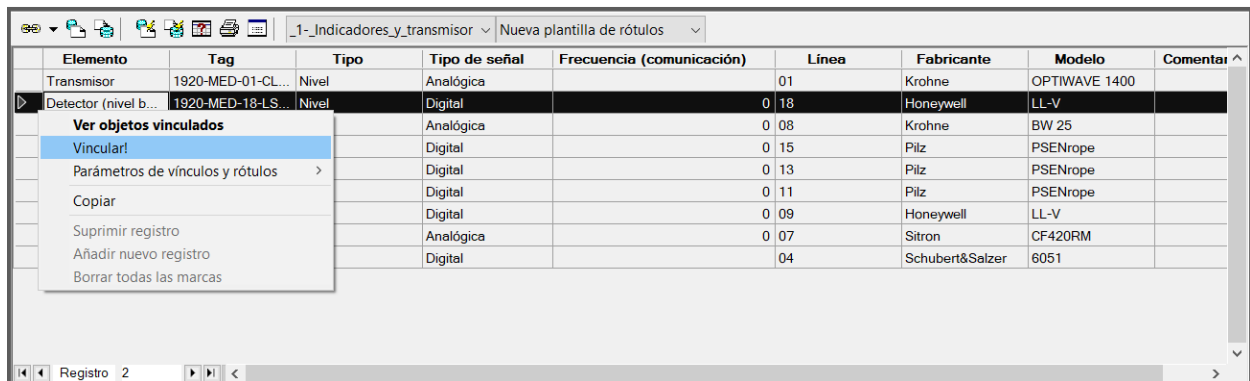 _1-_Indicadores_y_transmisor Nueva plantilla de rótulos
Elemento Tag Tipo Tipo de señal Frecuencia (comunicación) Línea Fabricante Modelo Comentar
Transmisor 1920-MED-01-CL... Nivel Analógica 01 Krohne OPTIWAVE 1400
Detector (nivel b... 1920-MED-18-LS... Nivel Digital 0 18 Honeywell LL-V
Ver objetos vinculados Analógica 0 08 Krohne BW 25
Vincular! Digital 0 15 Pilz PSENrope
Parámetros de vínculos y rótulos Digital 0 13 Pilz PSENrope
Copiar Digital 0 11 Pilz PSENrope
Suprimir registro Digital 0 09 Honeywell LL-V
Añadir nuevo registro Analógica 0 07 Sitron CF420RM
Borrar todas las marcas Digital 04 Schubert&Salzer 6051
Registro 2